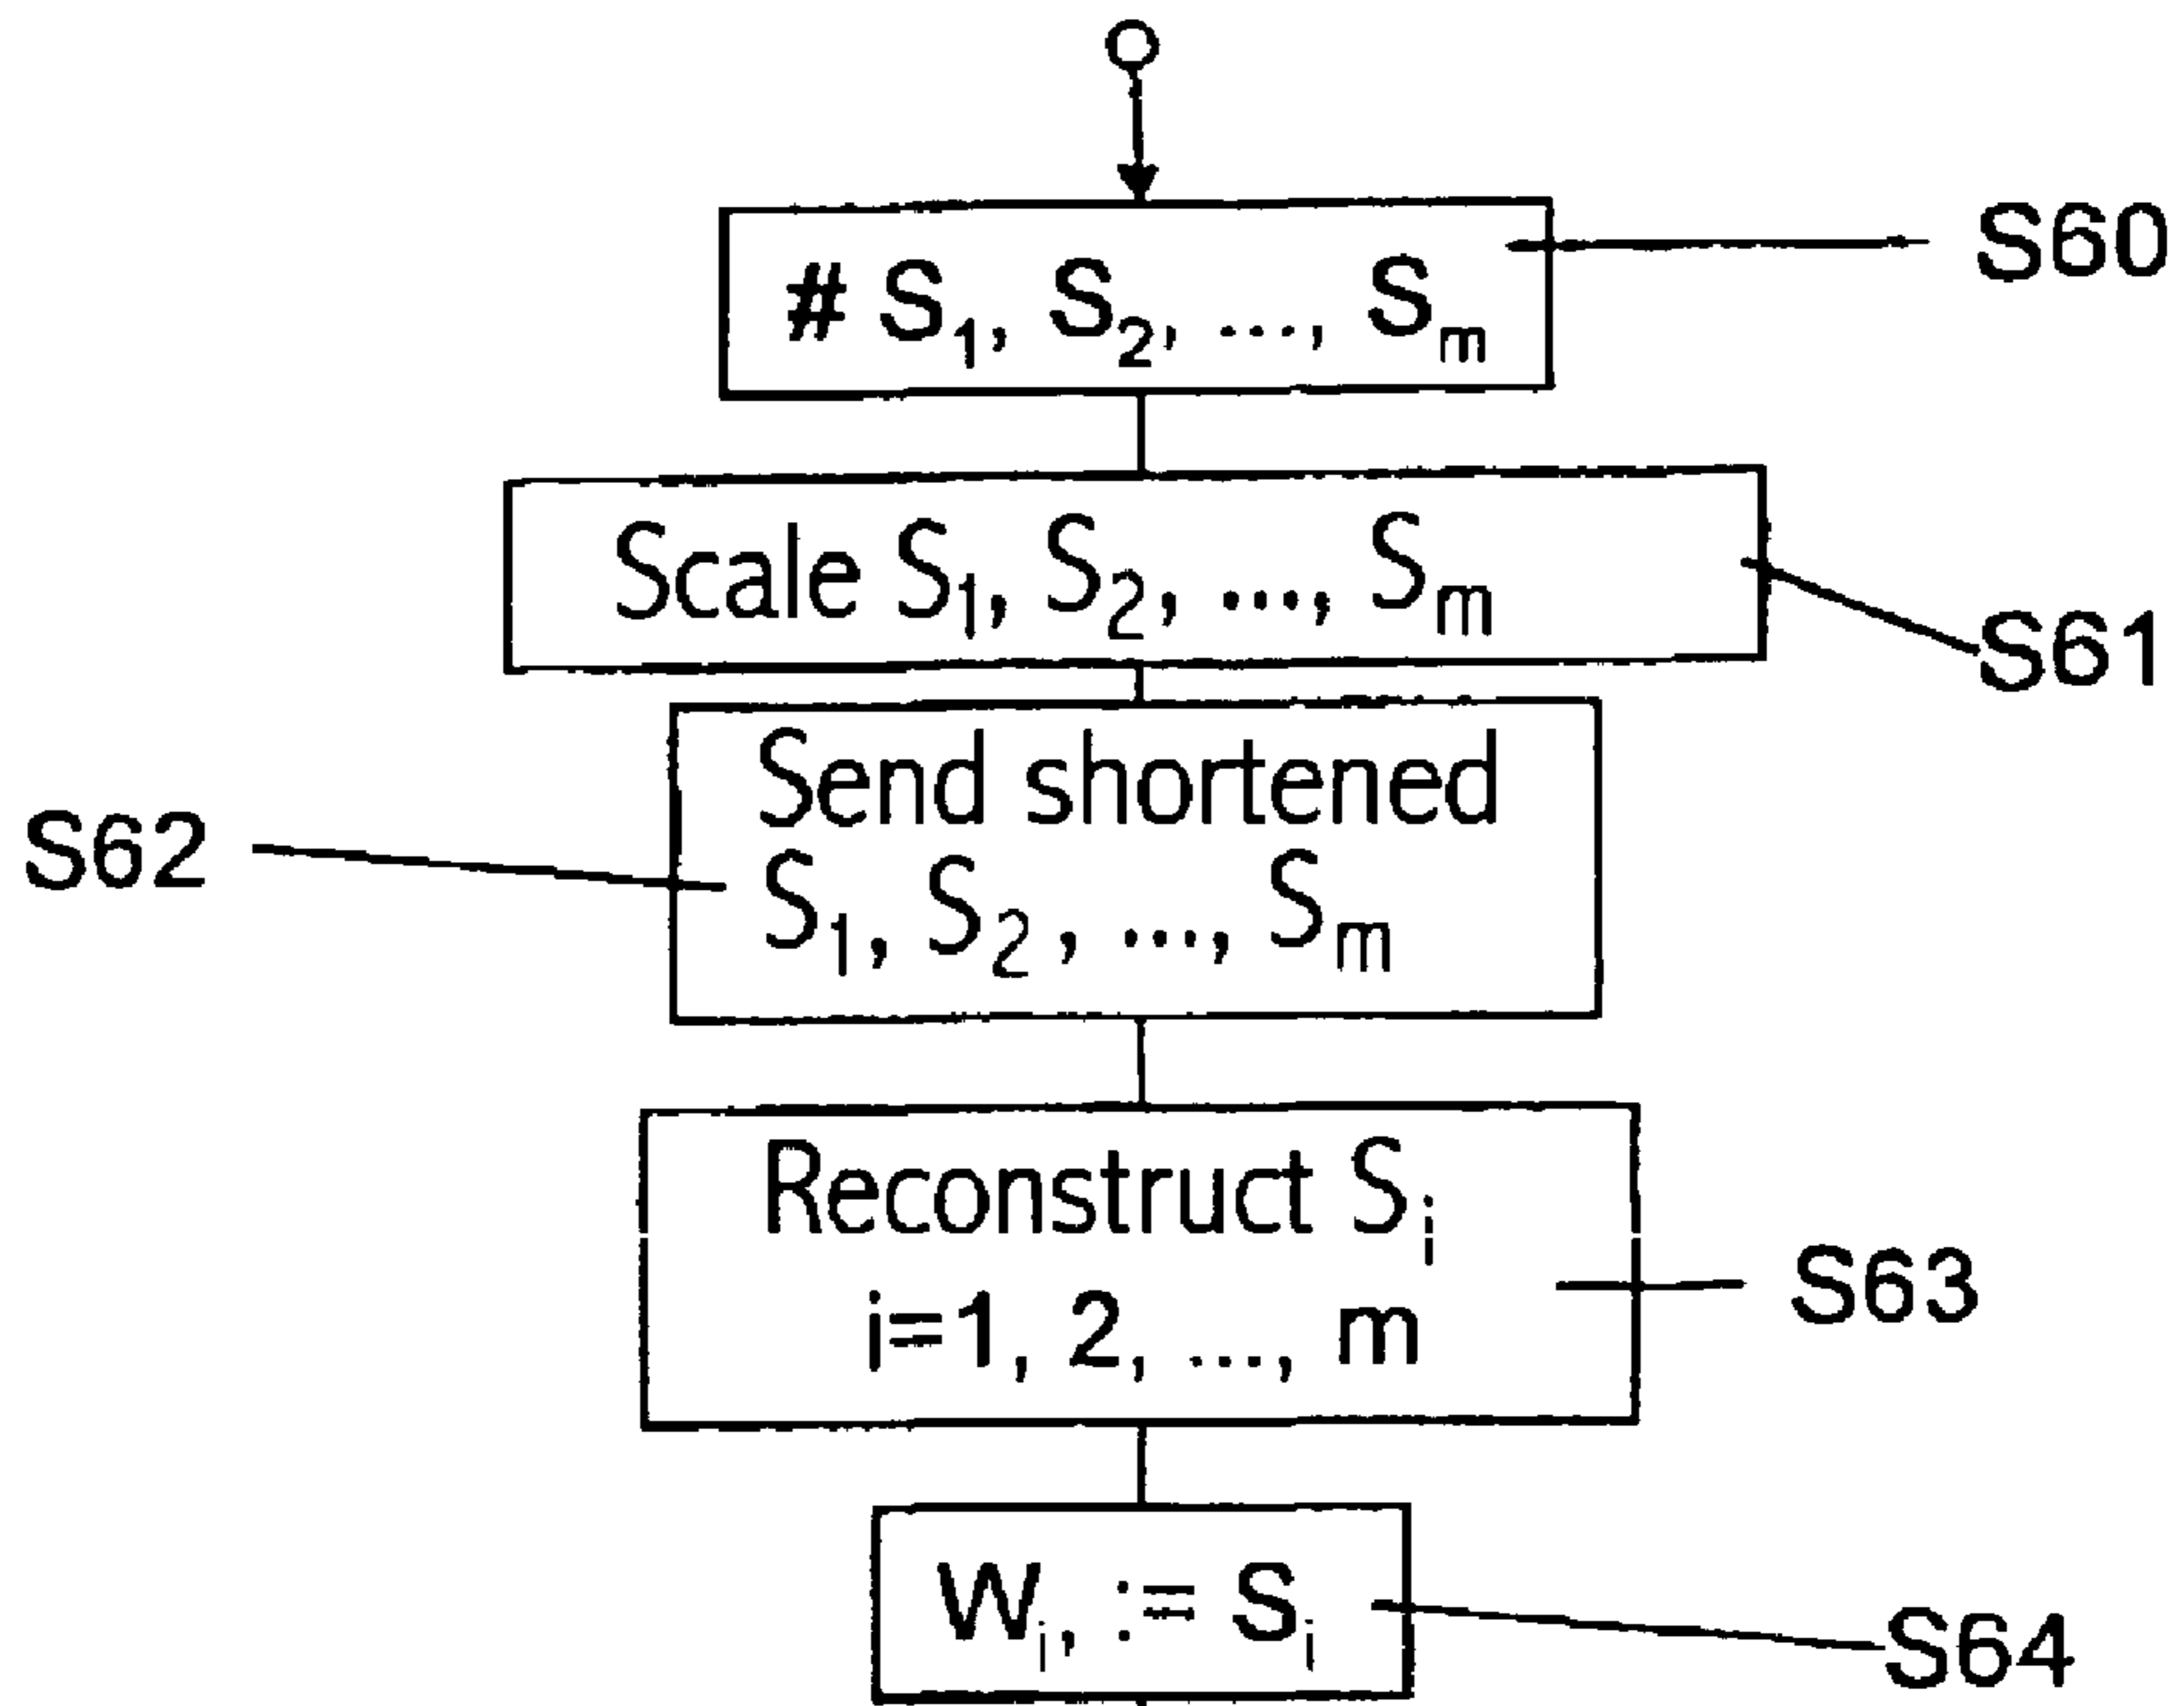 # S₁, S₂, ..., Sₘ
S60
Scale S₁, S₂, ..., Sₘ
S61
Send shortened
S₁, S₂, ..., Sₘ
S62
Reconstruct Sᵢ
i=1, 2, ..., m
S63
Wᵢ, := Sᵢ
S64